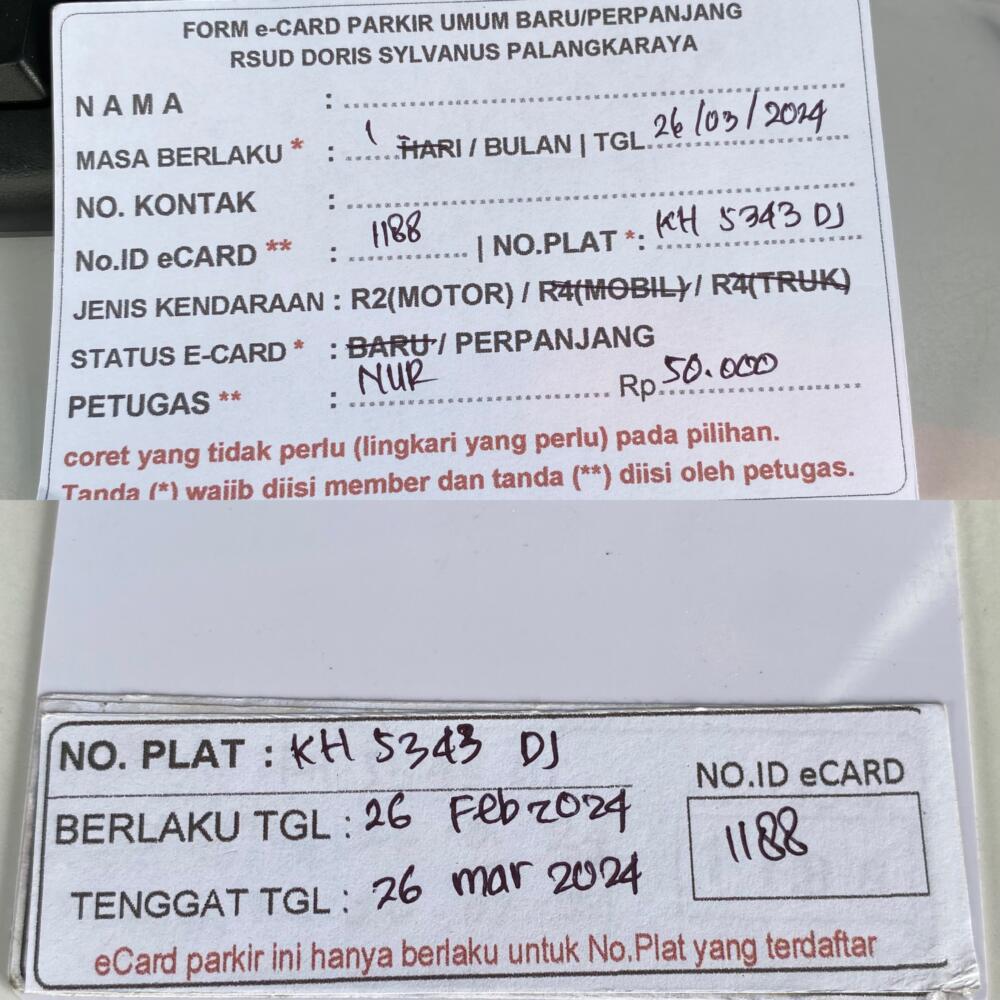 FORM e-CARD PARKIR UMUM BARU/PERPANJANG
RSUD DORIS SYLVANUS PALANGKARAYA
NAMA :
MASA BERLAKU * : 1 HARI / BULAN | TGL. 26/03/2024
NO. KONTAK :
No.ID eCARD ** : 1188 | NO.PLAT *: KH 5343 DJ
JENIS KENDARAAN : R2(MOTOR) / R4(MOBIL) / R4(TRUK)
STATUS E-CARD * : BARU / PERPANJANG
PETUGAS ** : NUR Rp. 50.000
coret yang tidak perlu (lingkari yang perlu) pada pilihan.
Tanda (*) wajib diisi member dan tanda (**) diisi oleh petugas.
NO. PLAT : KH 5343 DJ
NO.ID eCARD
BERLAKU TGL : 26 Feb 2024
1188
TENGGAT TGL : 26 mar 2024
eCard parkir ini hanya berlaku untuk No.Plat yang terdaftar